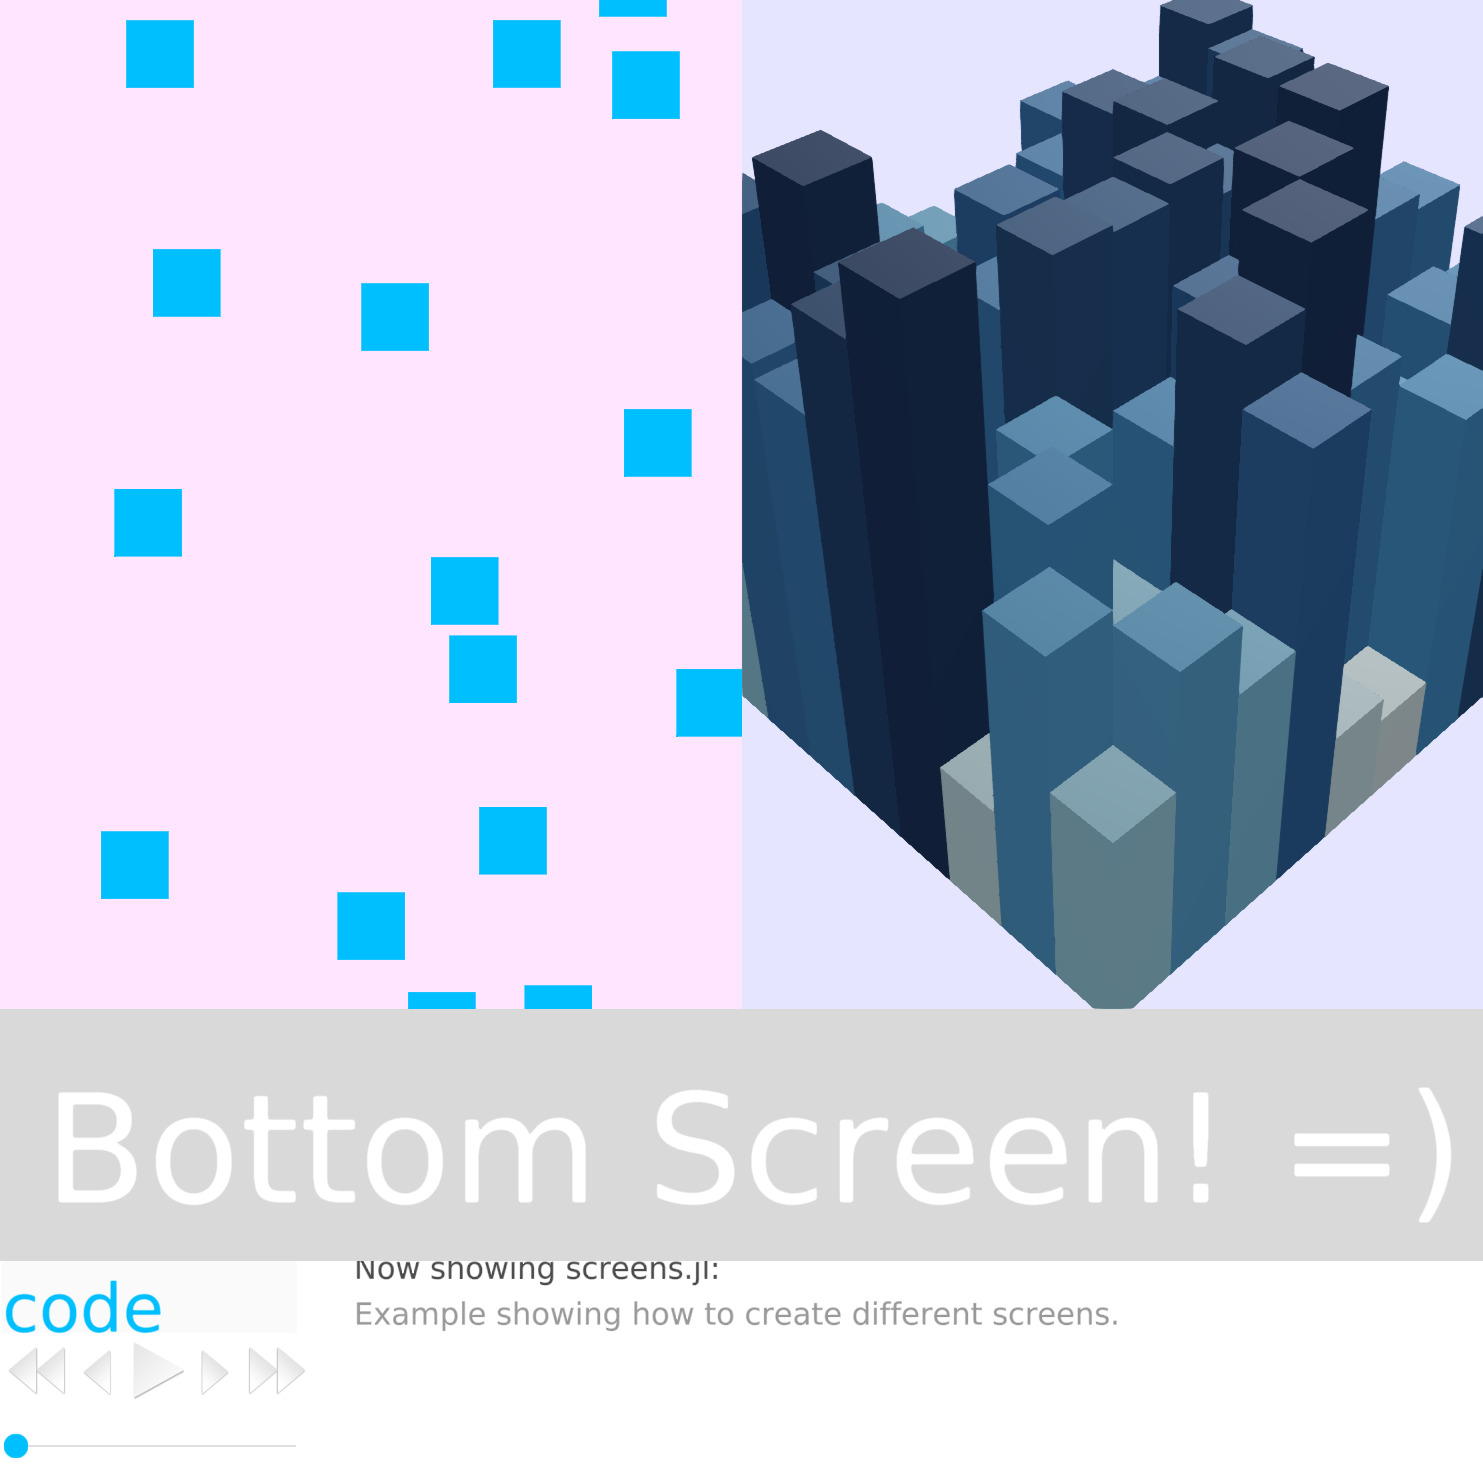 Bottom Screen! =)
code
Now showing screens.jl:
Example showing how to create different screens.